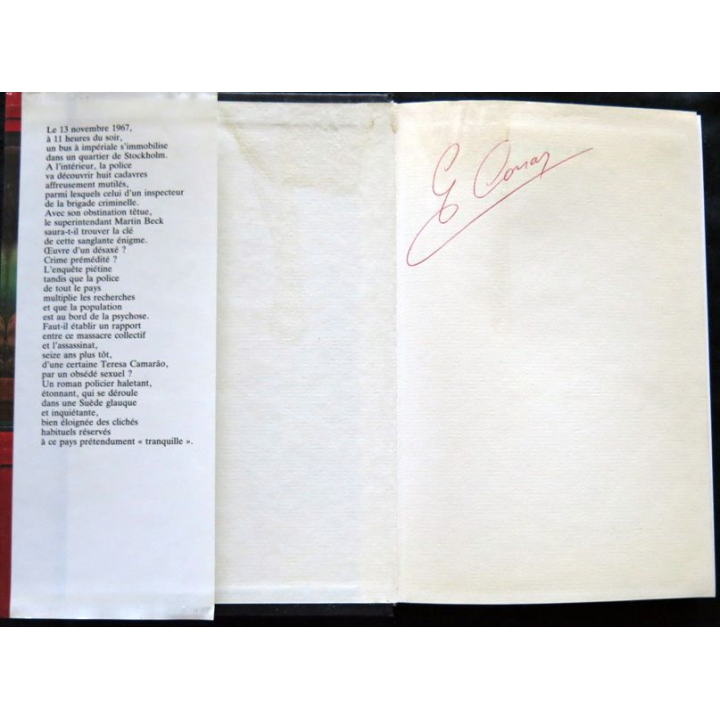 Le 13 novembre 1967,
à 11 heures du soir,
un bus à impériale s'immobilise
dans un quartier de Stockholm.
A l'intérieur, la police
va découvrir huit cadavres
affreusement mutilés,
parmi lesquels celui d'un inspecteur
de la brigade criminelle.
Avec son obstination têtue,
le superintendant Martin Beck
saura-t-il trouver la clé
de cette sanglante énigme.
Œuvre d'un désaxé ?
Crime prémédité ?
L'enquête piétine
tandis que la police
de tout le pays
multiplie les recherches
et que la population
est au bord de la psychose.
Faut-il établir un rapport
entre ce massacre collectif
et l'assassinat,
seize ans plus tôt,
d'une certaine Teresa Camarão,
par un obsédé sexuel ?
Un roman policier haletant,
étonnant, qui se déroule
dans une Suède glauque
et inquiétante,
bien éloignée des clichés
habituels réservés
à ce pays prétendument « tranquille ».